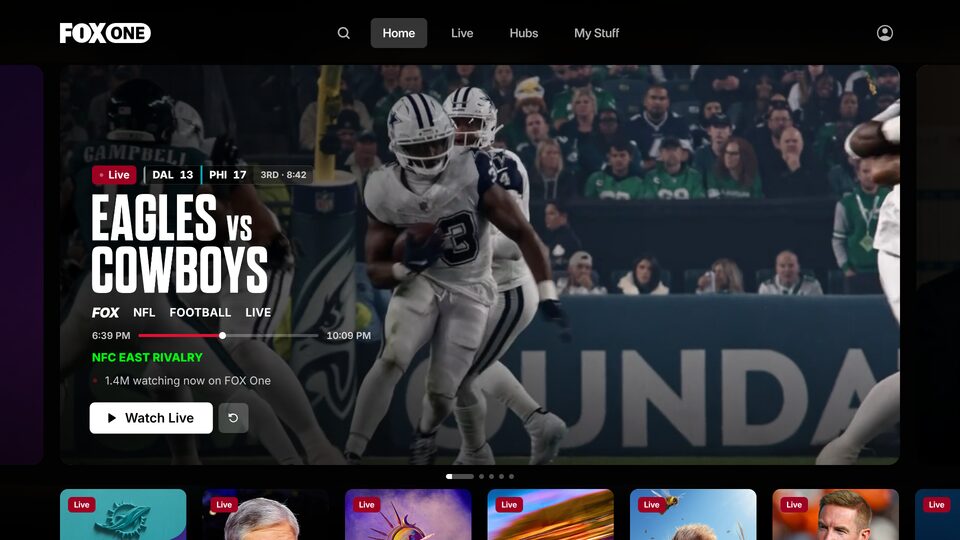 FOX ONE
Home
Live
Hubs
My Stuff
CAMPBELL
Live
DAL 13
PHI 17
3RD · 8:42
EAGLES VS
COWBOYS
FOX NFL FOOTBALL LIVE
6:39 PM
10:09 PM
NFC EAST RIVALRY
1.4M watching now on FOX One
Watch Live
SUNDA
Live
Live
Live
Live
Live
Live
Live